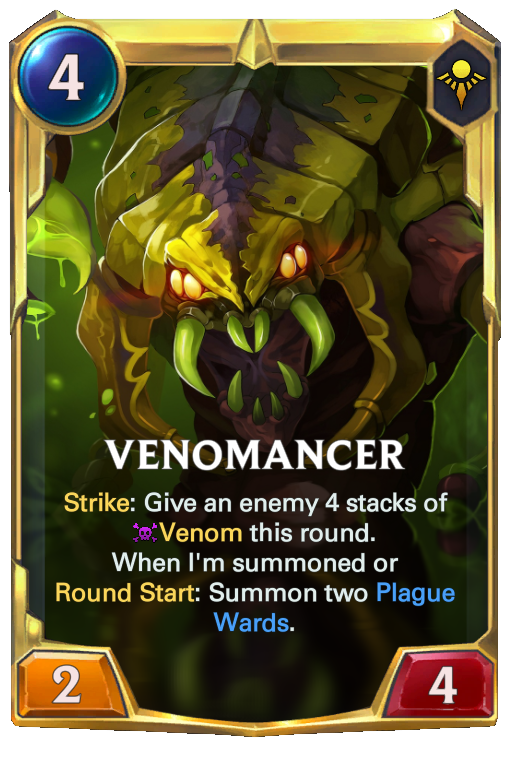 4
VENOMANCER
Strike: Give an enemy 4 stacks of
Venom this round.
When I'm summoned or
Round Start: Summon two Plague
Wards.
2
4